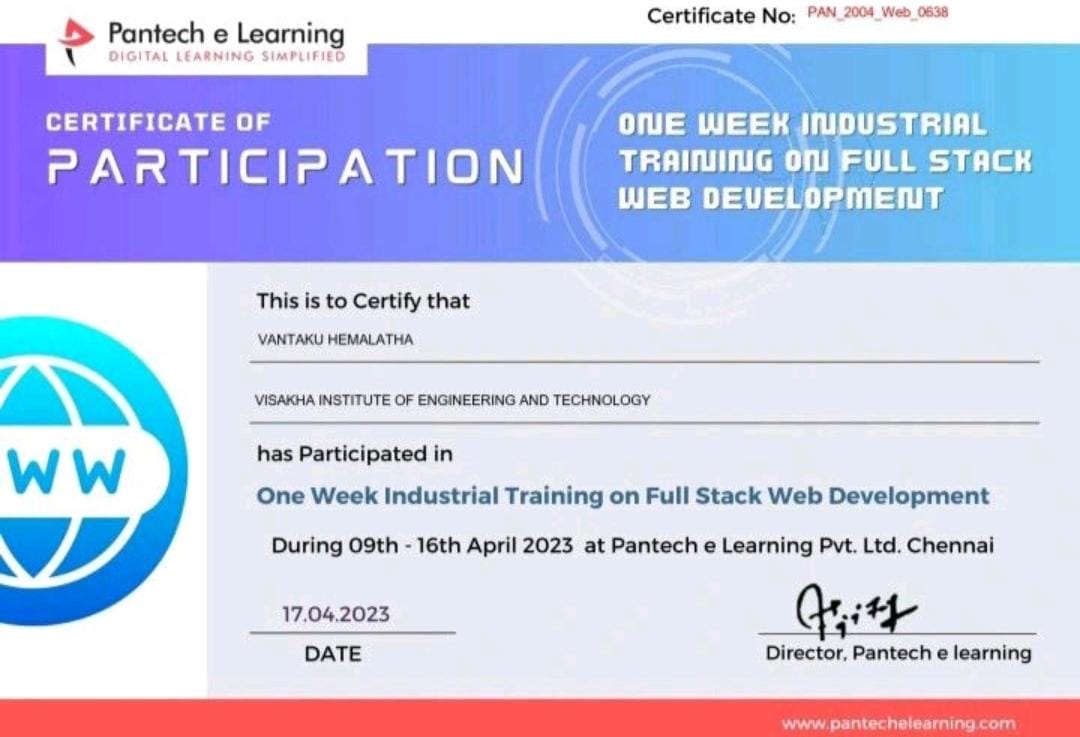 Certificate No: PAN_2004_Web_0638
Pantech e Learning
DIGITAL LEARNING SIMPLIFIED
CERTIFICATE OF
PARTICIPATION
ONE WEEK INDUSTRIAL
TRAINING ON FULL STACK
WEB DEVELOPMENT
This is to Certify that
VANTAKU HEMALATHA
VISAKHA INSTITUTE OF ENGINEERING AND TECHNOLOGY
WW
has Participated in
One Week Industrial Training on Full Stack Web Development
During 09th - 16th April 2023 at Pantech e Learning Pvt. Ltd. Chennai
17.04.2023
DATE
Director, Pantech e learning
www.pantechelearning.com